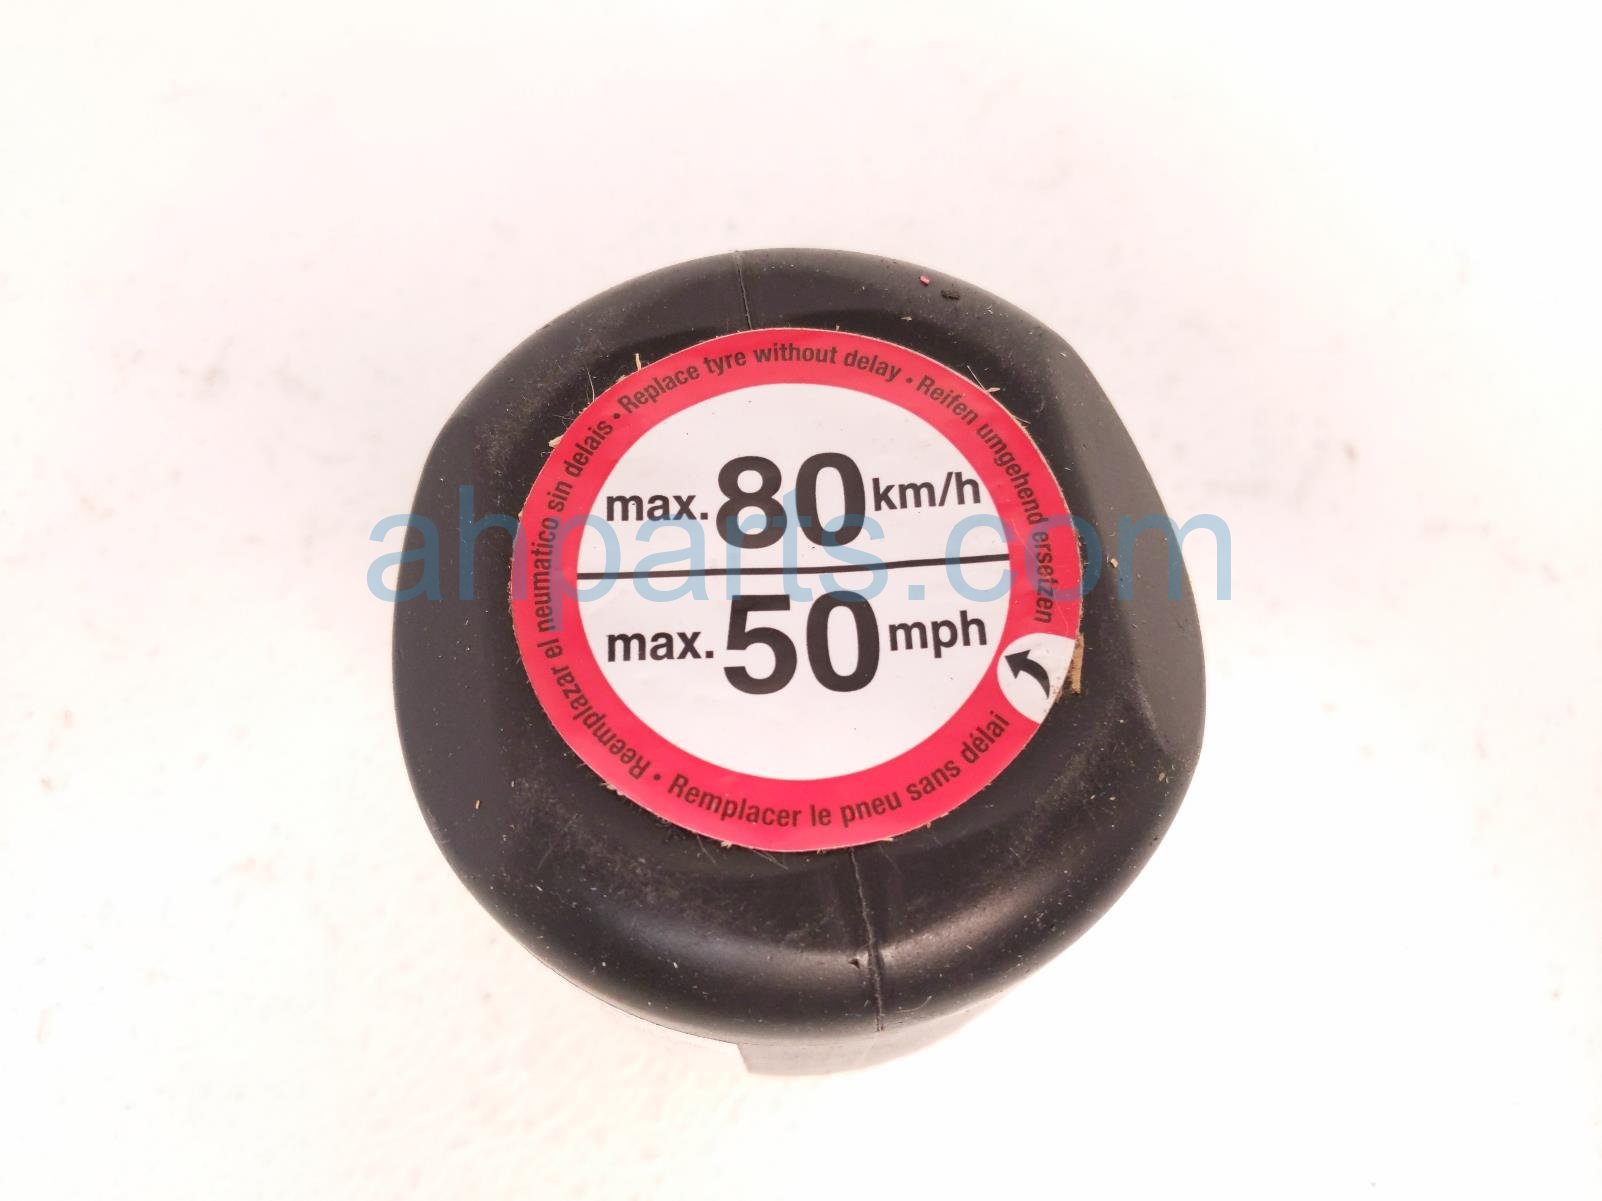 Replace tyre without delay • Reifen umgehend ersetzen
Remplacer le pneu sans délai • Reemplazar el neumatico sin delais •
max. 80 km/h
max. 50 mph
ahparts.com